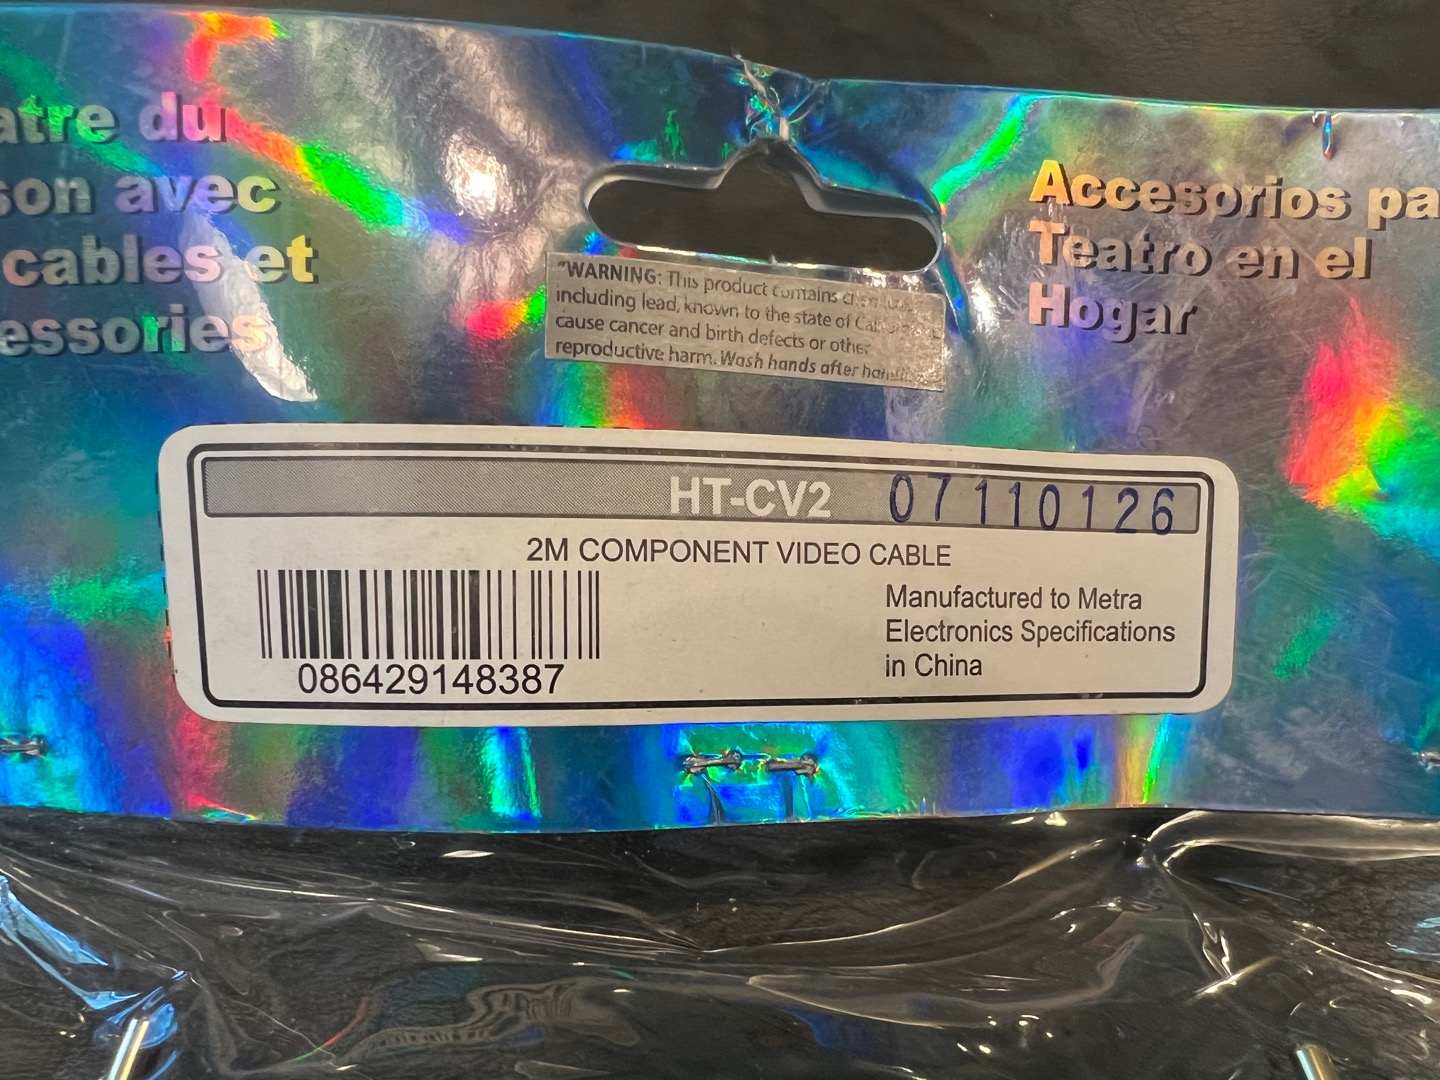 atre du
son avec
cables et
essories
Accesorios pa
Teatro en el
Hogar
"WARNING: This product contains
including lead, known to the state of
cause cancer and birth defects or other
reproductive harm. Wash hands after
HT-CV2 07110126
2M COMPONENT VIDEO CABLE
086429148387
Manufactured to Metra
Electronics Specifications
in China